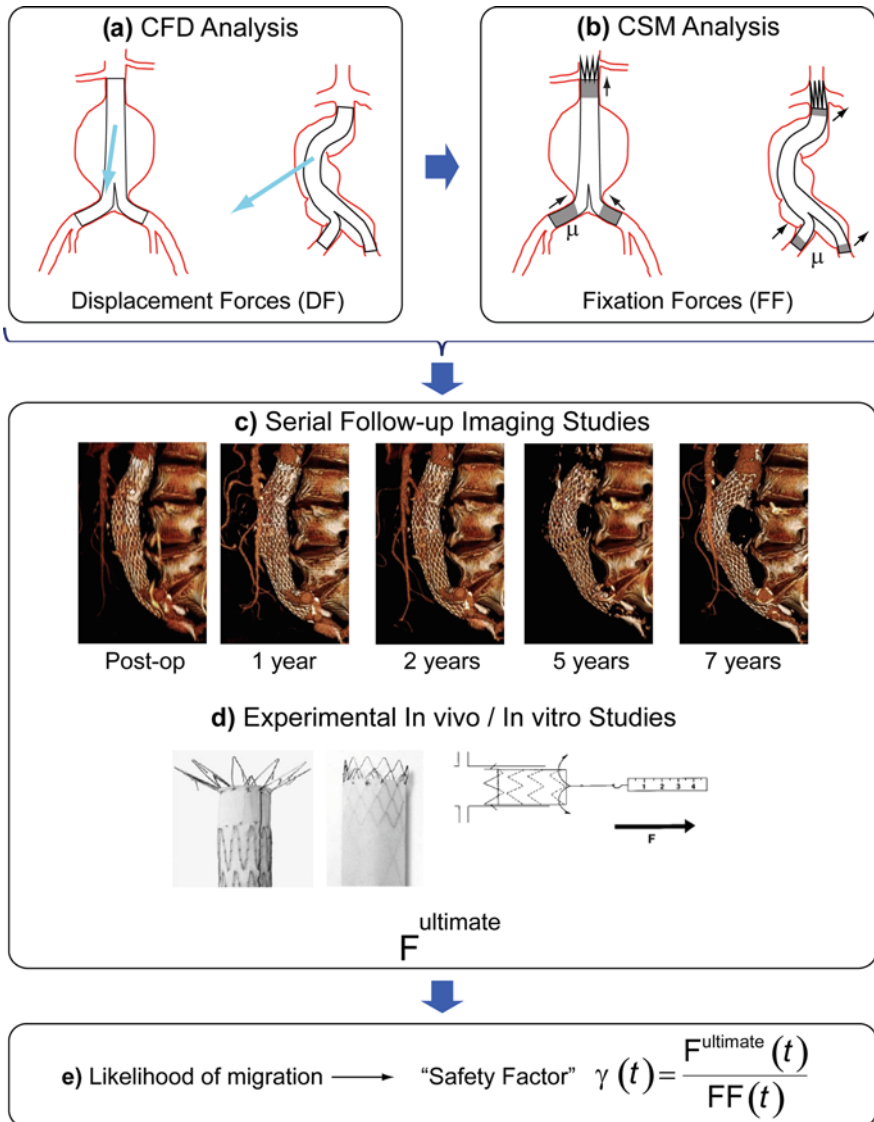 (a) CFD Analysis
Displacement Forces (DF)
(b) CSM Analysis
μ
μ
Fixation Forces (FF)
c) Serial Follow-up Imaging Studies
Post-op 1 year 2 years 5 years 7 years
d) Experimental In vivo / In vitro Studies
1 2 3 4
F
F^ultimate
e) Likelihood of migration ⟶ “Safety Factor” γ(t) = F^ultimate(t) / FF(t)